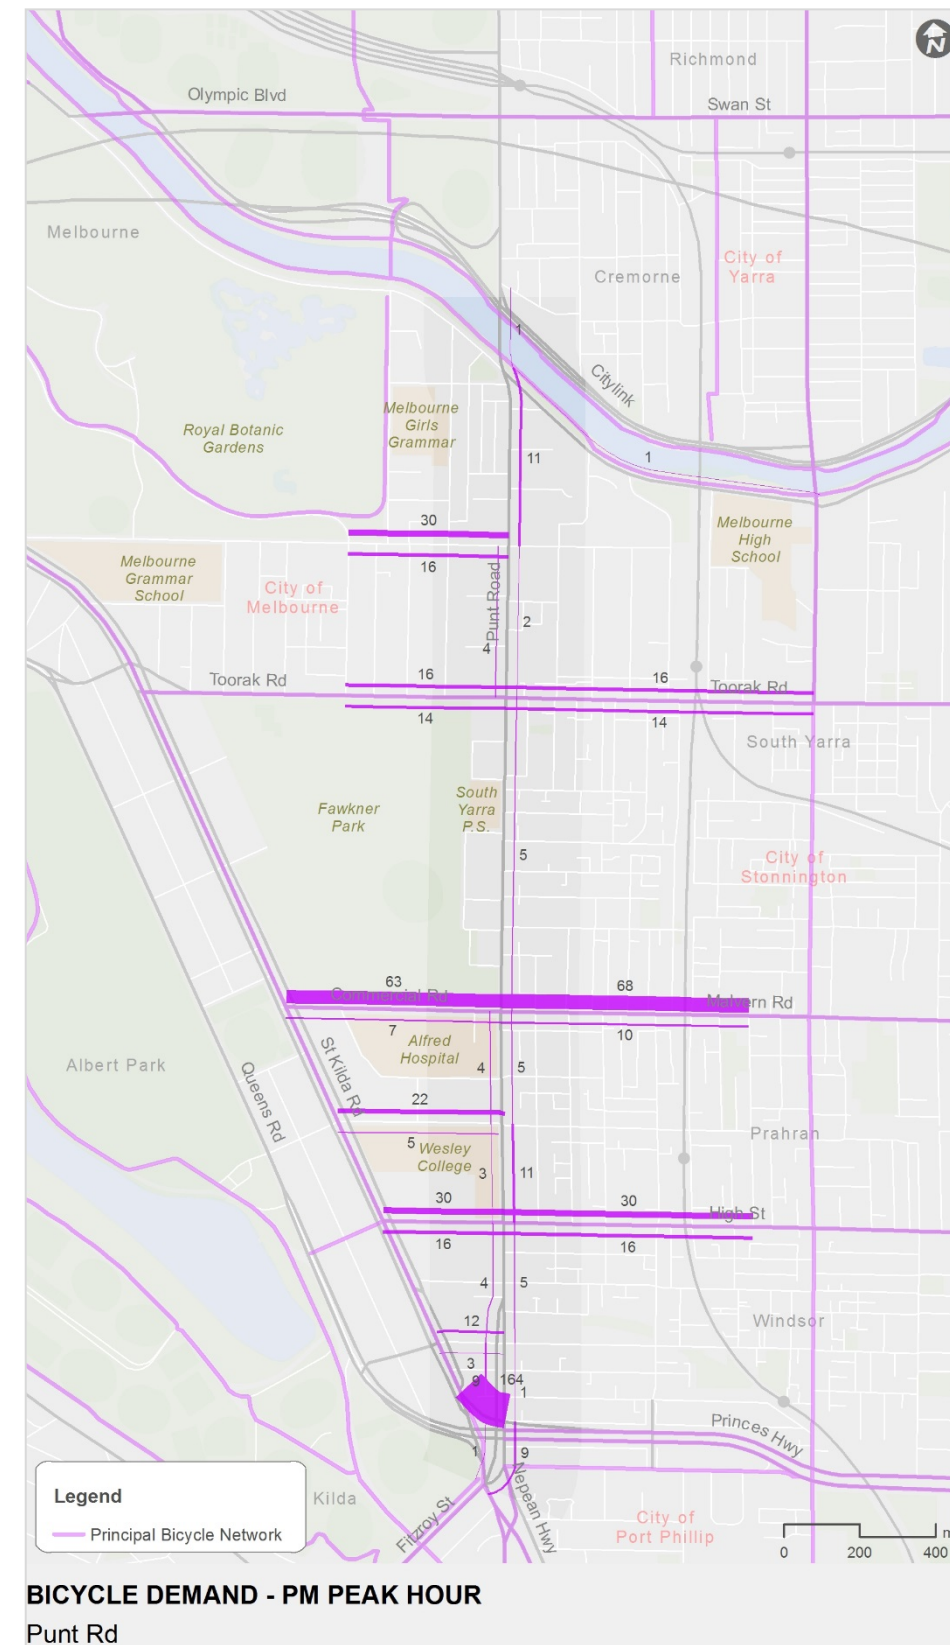 N
Richmond
Olympic Blvd
Swan St
Melbourne
City of
Yarra
Cremorne
1
Citylink
Melbourne
Girls
Grammar
Royal Botanic
Gardens
11
1
30
Melbourne
High
School
16
Melbourne
Grammar
School
City of
Melbourne
Punt Road
2
4
16
16
Toorak Rd
Toorak Rd
14
14
South Yarra
South
Yarra
P.S.
Fawkner
Park
5
City of
Stonnington
63
68
Commercial Rd
Malvern Rd
7
10
Alfred
Hospital
Albert Park
Queens Rd
St Kilda Rd
4
5
22
5
Wesley
College
Prahran
3
11
30
30
High St
16
16
4
5
12
Windsor
3
9
164
1
Princes Hwy
1
9
Nepean Hwy
Legend
Principal Bicycle Network
Kilda
Fitzroy St
City of
Port Phillip
m
0
200
400
BICYCLE DEMAND - PM PEAK HOUR
Punt Rd